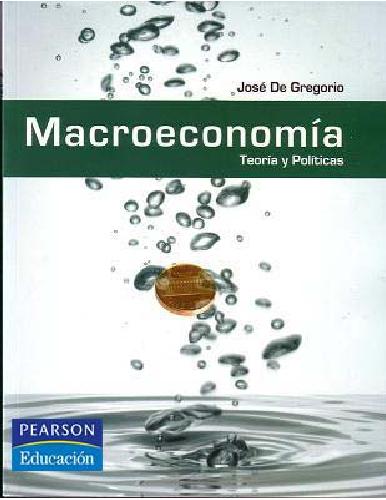 José De Gregorio
Macroeconomía
Teoría y Políticas
PEARSON
Educación